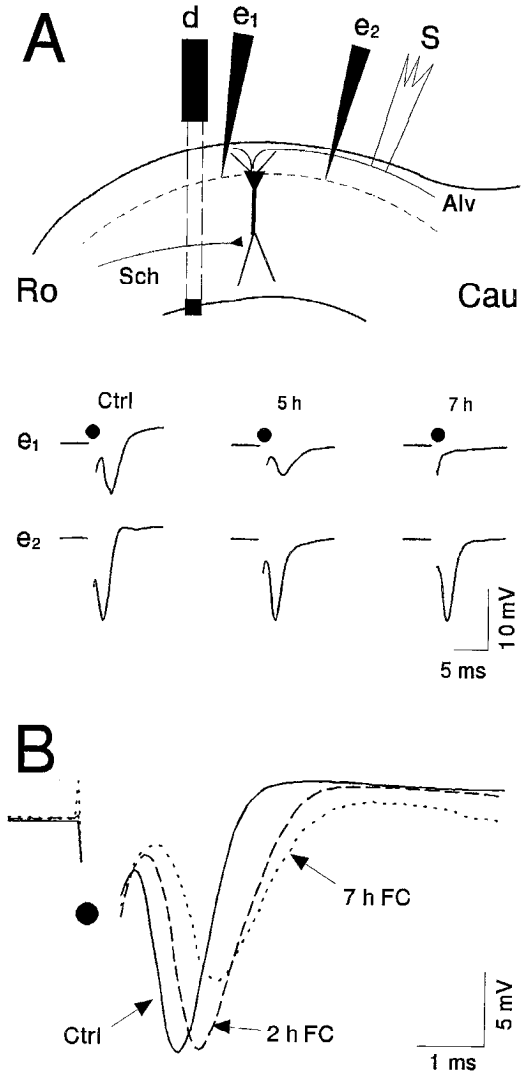 A
d
e1
e2
S
Alv
Sch
Ro
Cau
Ctrl
5 h
7 h
e1
e2
10 mV
5 ms
B
7 h FC
Ctrl
2 h FC
5 mV
1 ms